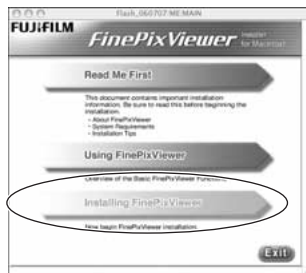 Flash_060707:ME:MAIN
FUJIFILM
FinePixViewer Installer
for Macintosh
Read Me First
This document contains important installation
information. Be sure to read this before beginning the
installation.
- About FinePixViewer
- System Requirements
- Installation Tips
Using FinePixViewer
Overview of the Basic FinePixViewer Functions.
Installing FinePixViewer
Now begin FinePixViewer installation.
Exit